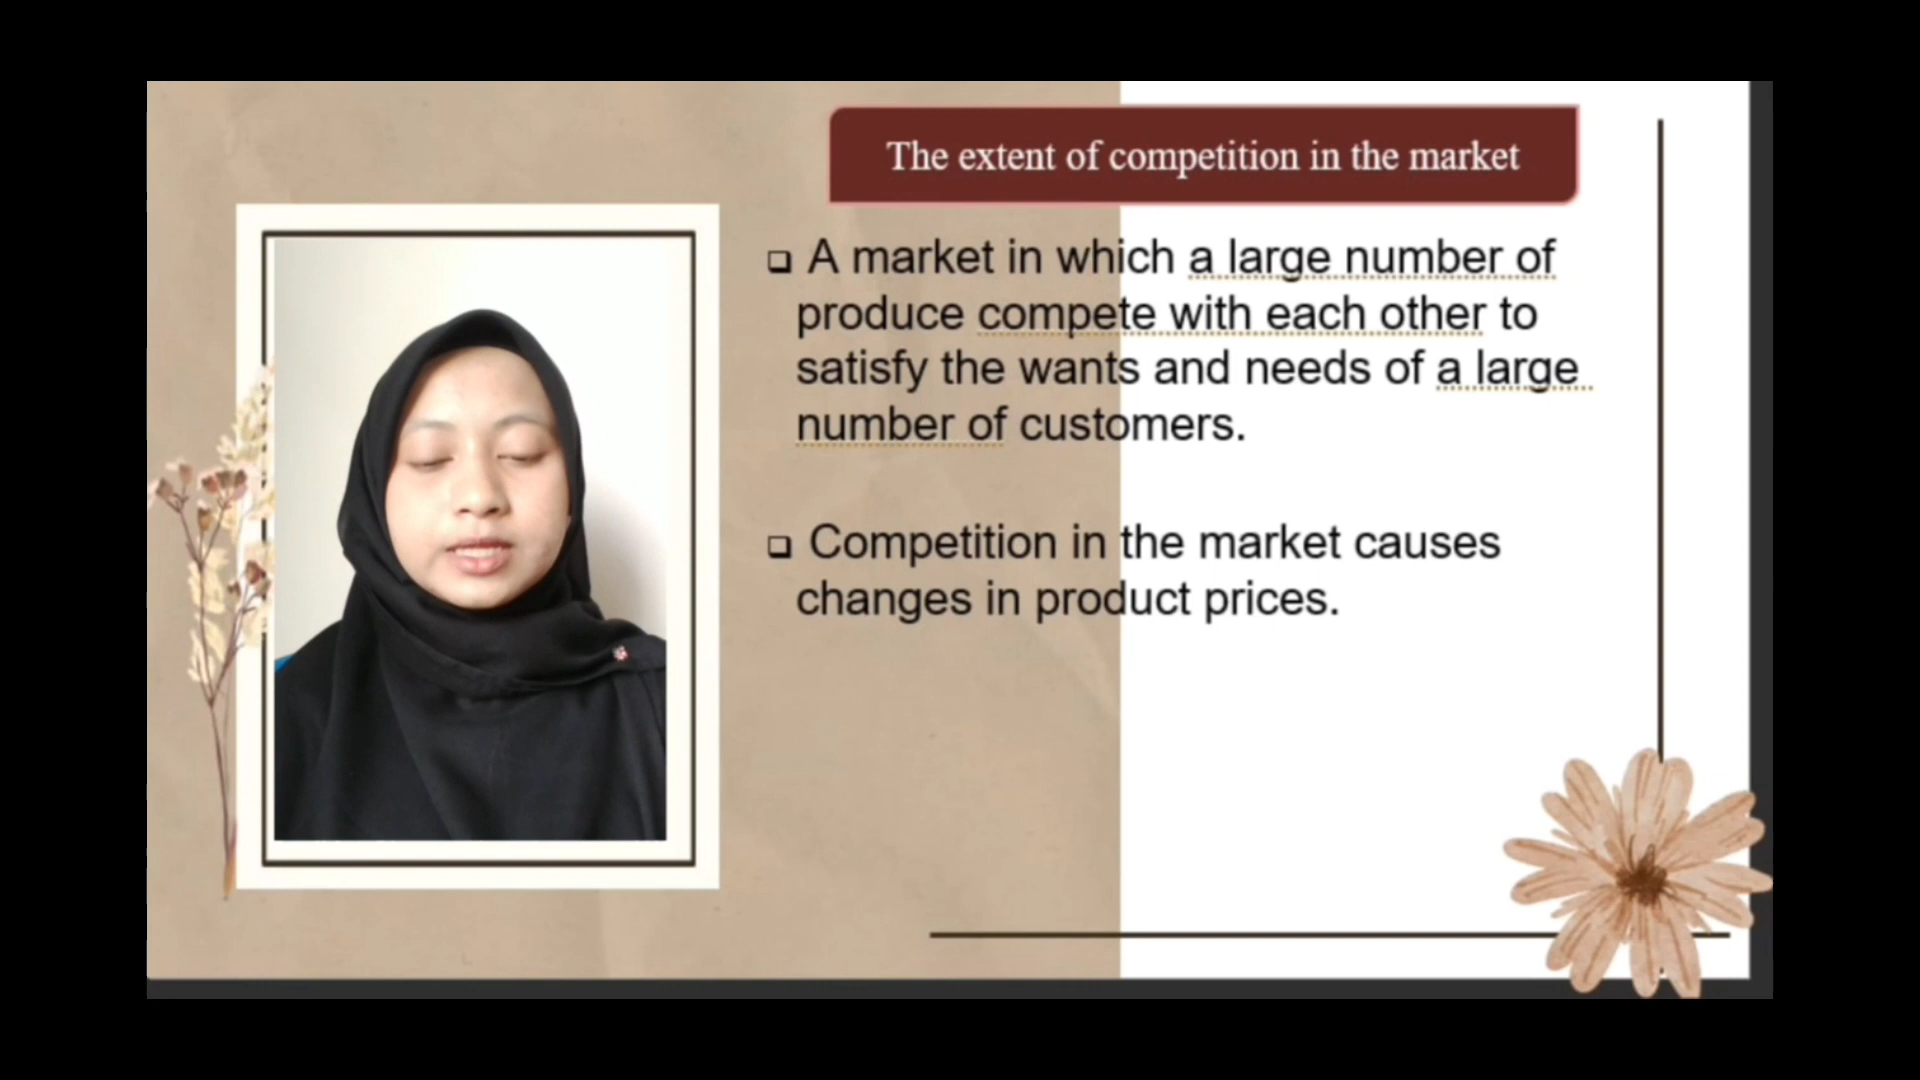 The extent of competition in the market
❑ A market in which a large number of
produce compete with each other to
satisfy the wants and needs of a large
number of customers.
❑ Competition in the market causes
changes in product prices.